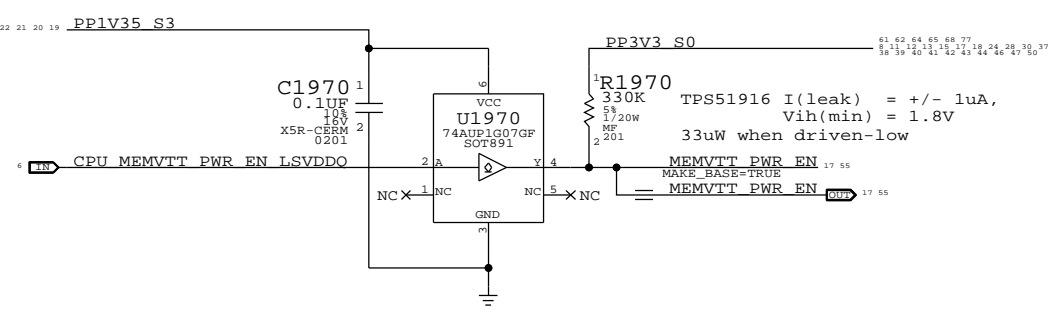 22 21 20 19 PP1V35_S3
PP3V3_S0
61 62 64 65 68 77
8 11 12 13 15 17 18 24 28 30 37
38 39 40 41 42 43 44 46 47 50
C1970 1
0.1UF
10%
16V
X5R-CERM 2
0201
6
VCC
U1970
74AUP1G07GF
SOT891
1 R1970
330K
5%
1/20W
MF
2 201
TPS51916 I(leak) = +/- 1uA,
Vih(min) = 1.8V
33uW when driven-low
6 IN CPU_MEMVTT_PWR_EN_LSVDDQ 2 A
Y 4 MEMVTT_PWR_EN 17 55
MAKE_BASE=TRUE
NC 1 NC
NC 5 NC
MEMVTT_PWR_EN OUT 17 55
GND
3